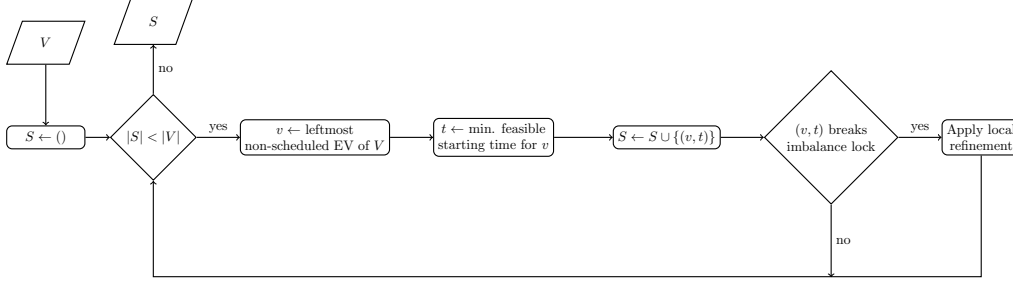 V
S
no
S ← ()
|S| < |V|
yes
v ← leftmost
non-scheduled EV of V
t ← min. feasible
starting time for v
S ← S ∪ {(v, t)}
(v, t) breaks
imbalance lock
yes
Apply local
refinement
no